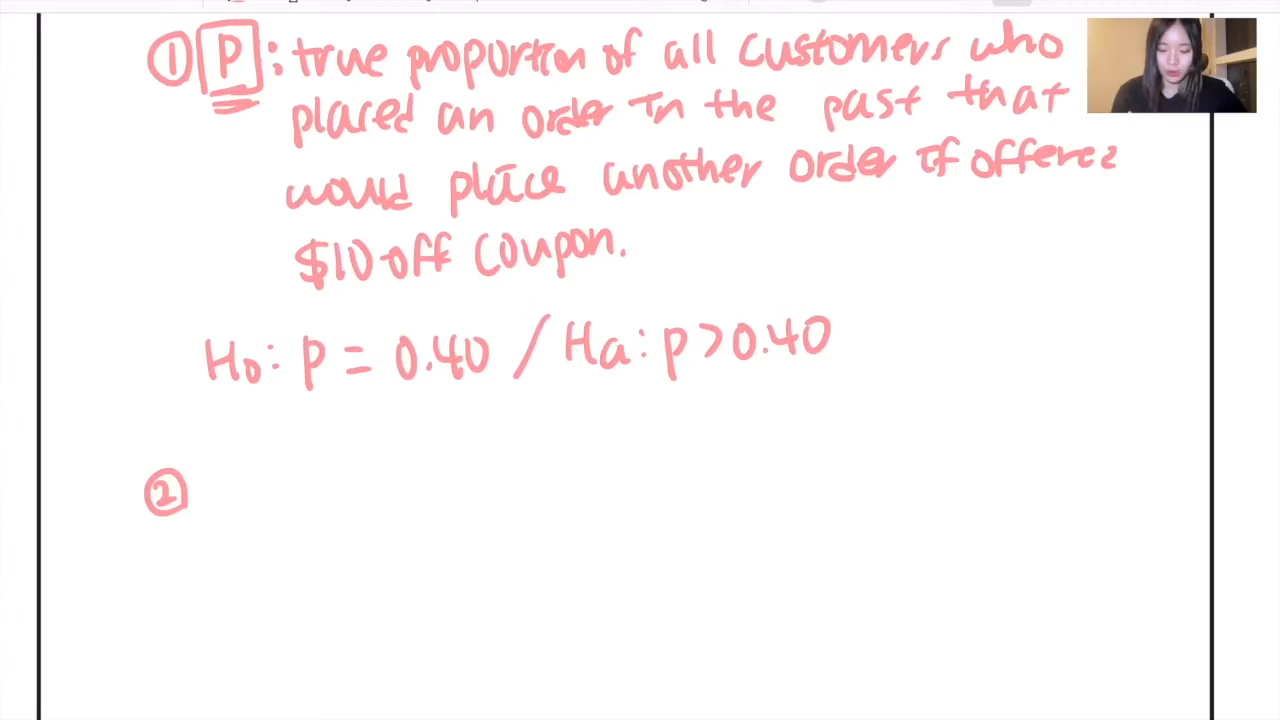 ① P : true proportion of all customers who
placed an order in the past that
would place another order if offered
$10 off coupon.
H₀: p = 0.40 / Hₐ: p > 0.40
②